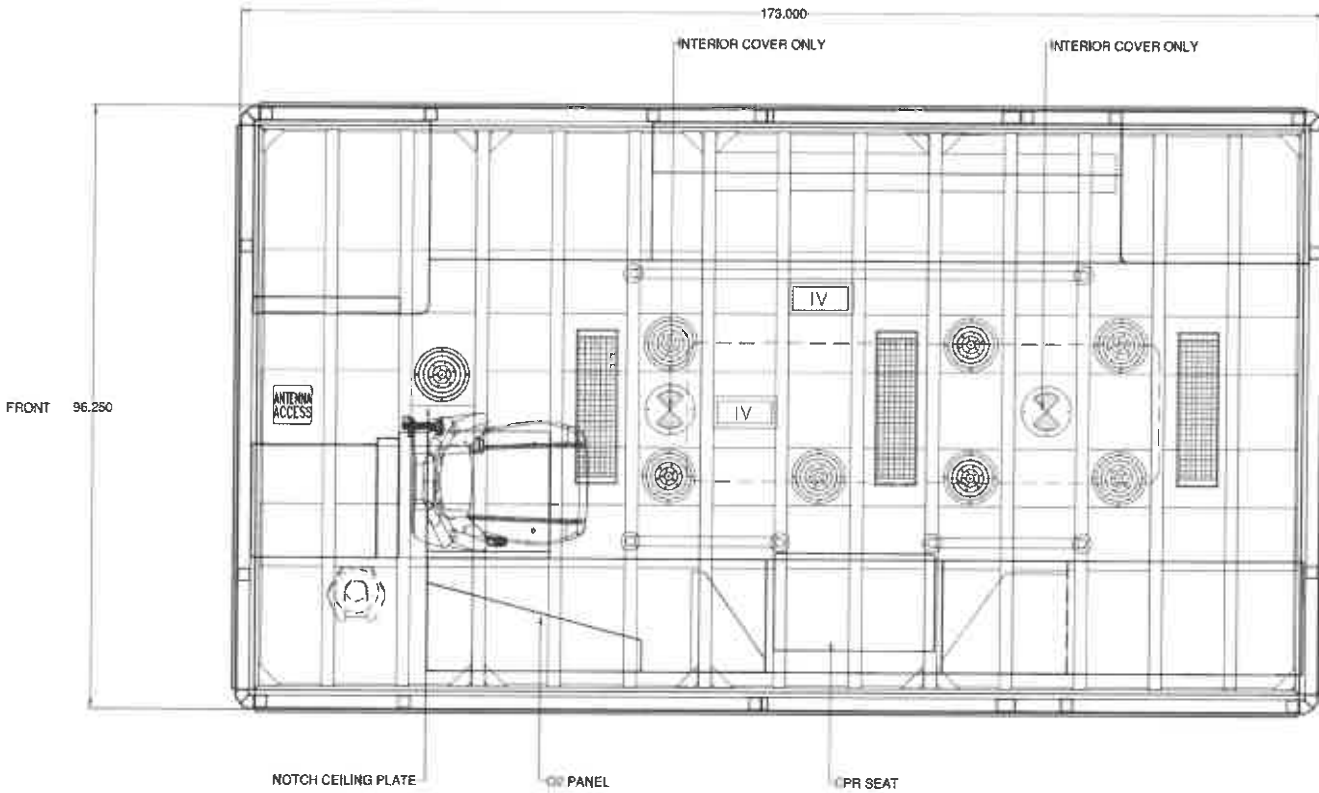 173.000
INTERIOR COVER ONLY
INTERIOR COVER ONLY
IV
ANTENNA
ACCESS
FRONT 96.250
IV
NOTCH CEILING PLATE
O2 PANEL
CPR SEAT